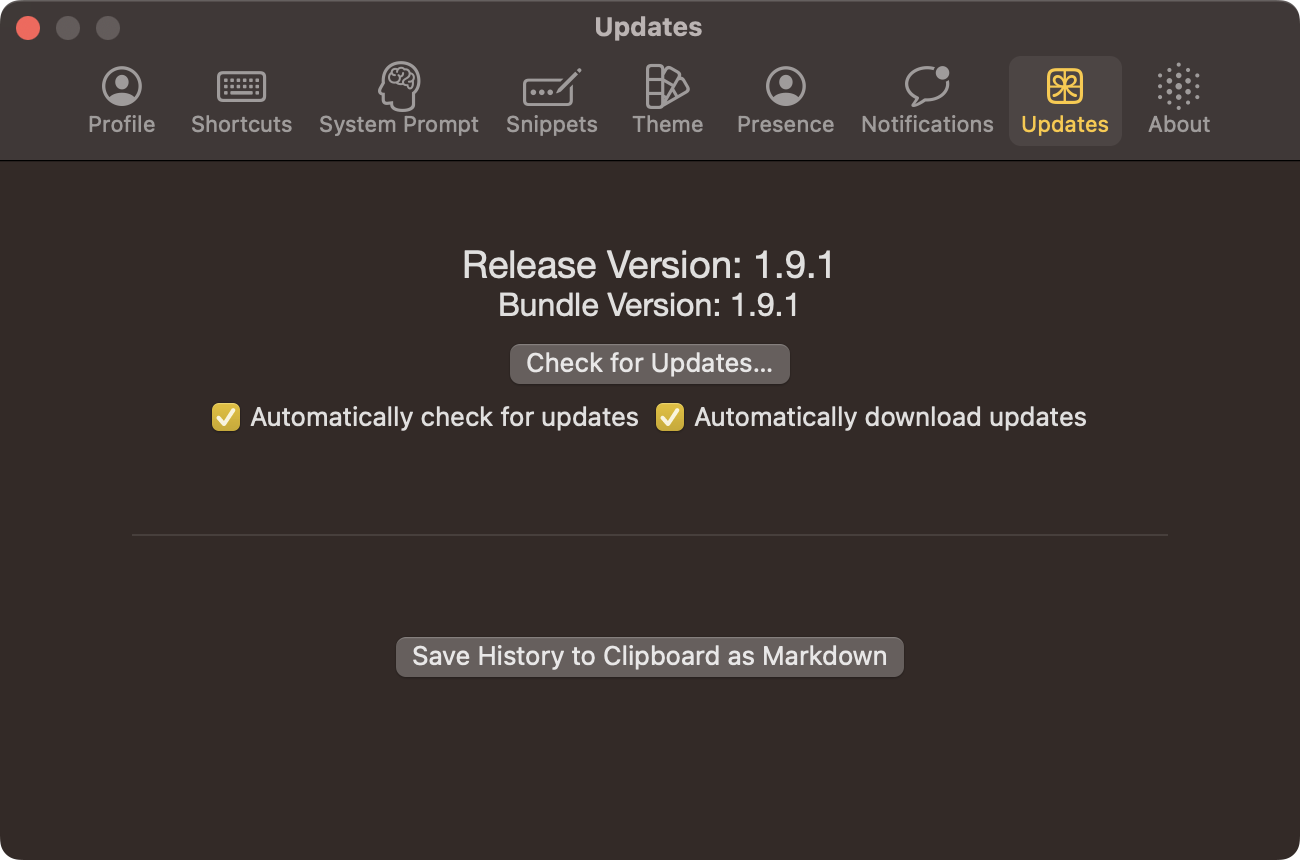 Updates
Profile
Shortcuts
System Prompt
Snippets
Theme
Presence
Notifications
Updates
About
Release Version: 1.9.1
Bundle Version: 1.9.1
Check for Updates...
Automatically check for updates
Automatically download updates
Save History to Clipboard as Markdown